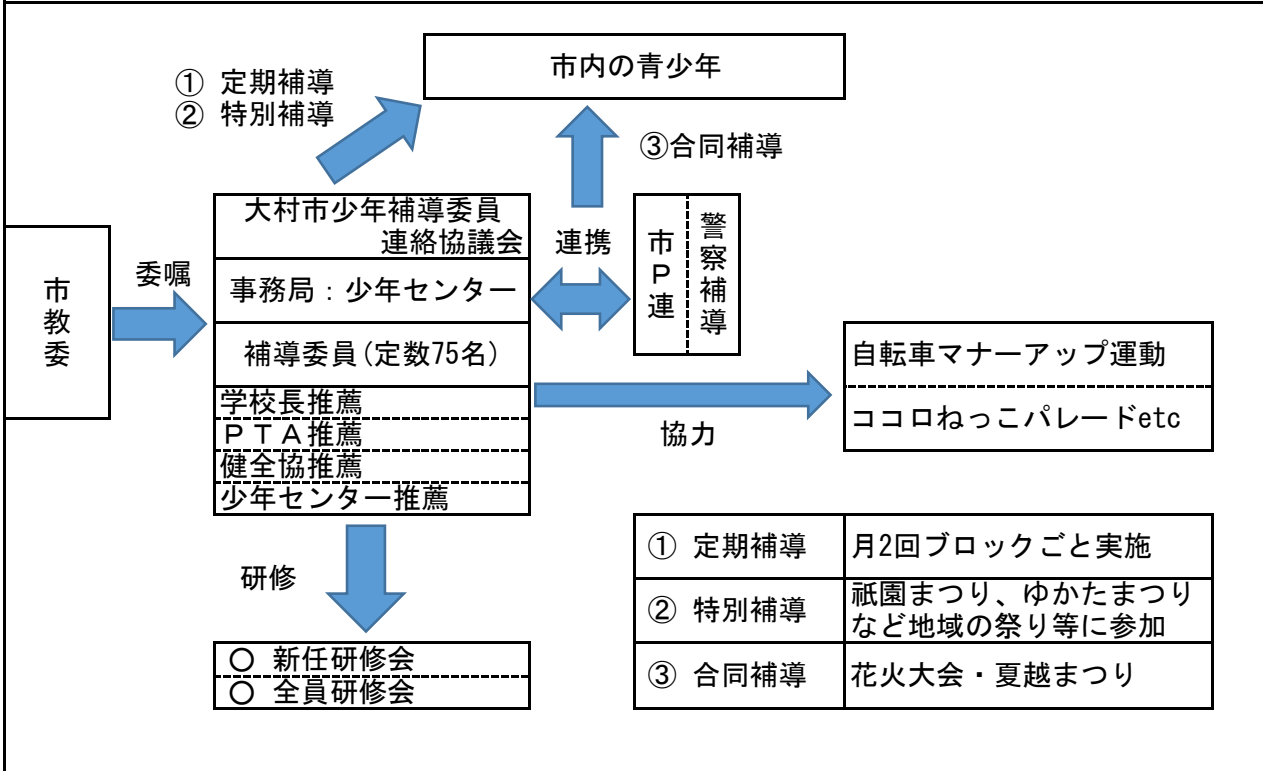 市内の青少年
① 定期補導
② 特別補導
③合同補導
大村市少年補導委員
連絡協議会
事務局：少年センター
補導委員(定数75名)
学校長推薦
ＰＴＡ推薦
健全協推薦
少年センター推薦
市教委
委嘱
連携
市Ｐ連
警察補導
自転車マナーアップ運動
ココロねっこパレードetc
協力
研修
〇 新任研修会
〇 全員研修会
① 定期補導
月2回ブロックごと実施
② 特別補導
祇園まつり、ゆかたまつり
など地域の祭り等に参加
③ 合同補導
花火大会・夏越まつり